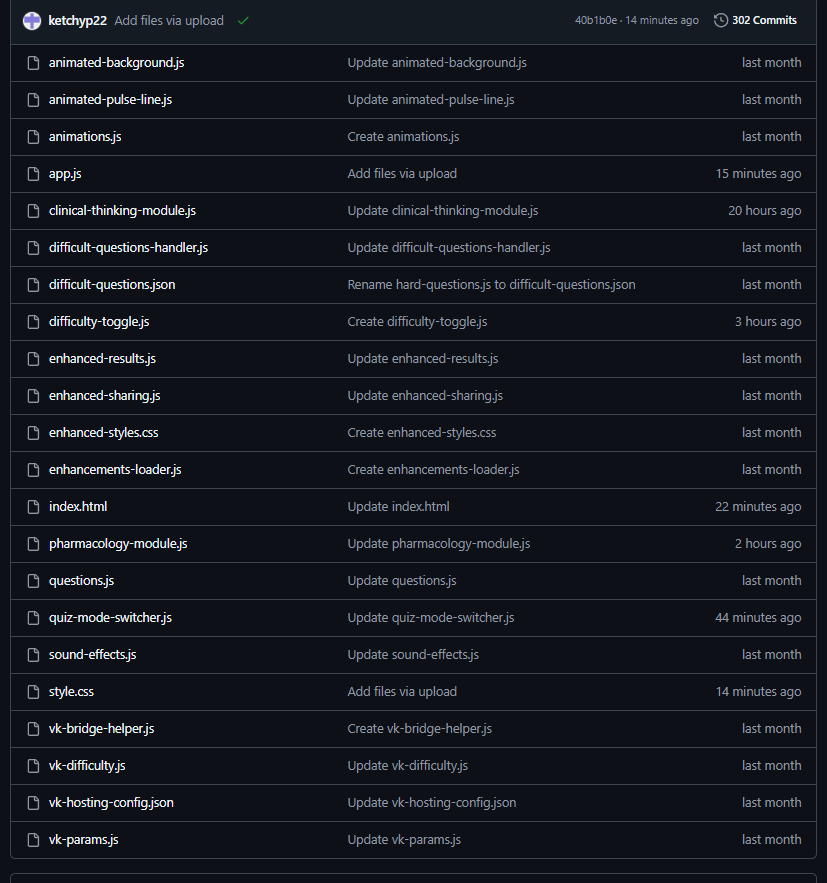 ketchyp22 Add files via upload 40b1b0e · 14 minutes ago 302 Commits
animated-background.js Update animated-background.js last month
animated-pulse-line.js Update animated-pulse-line.js last month
animations.js Create animations.js last month
app.js Add files via upload 15 minutes ago
clinical-thinking-module.js Update clinical-thinking-module.js 20 hours ago
difficult-questions-handler.js Update difficult-questions-handler.js last month
difficult-questions.json Rename hard-questions.js to difficult-questions.json last month
difficulty-toggle.js Create difficulty-toggle.js 3 hours ago
enhanced-results.js Update enhanced-results.js last month
enhanced-sharing.js Update enhanced-sharing.js last month
enhanced-styles.css Create enhanced-styles.css last month
enhancements-loader.js Create enhancements-loader.js last month
index.html Update index.html 22 minutes ago
pharmacology-module.js Update pharmacology-module.js 2 hours ago
questions.js Update questions.js last month
quiz-mode-switcher.js Update quiz-mode-switcher.js 44 minutes ago
sound-effects.js Update sound-effects.js last month
style.css Add files via upload 14 minutes ago
vk-bridge-helper.js Create vk-bridge-helper.js last month
vk-difficulty.js Update vk-difficulty.js last month
vk-hosting-config.json Update vk-hosting-config.json last month
vk-params.js Update vk-params.js last month